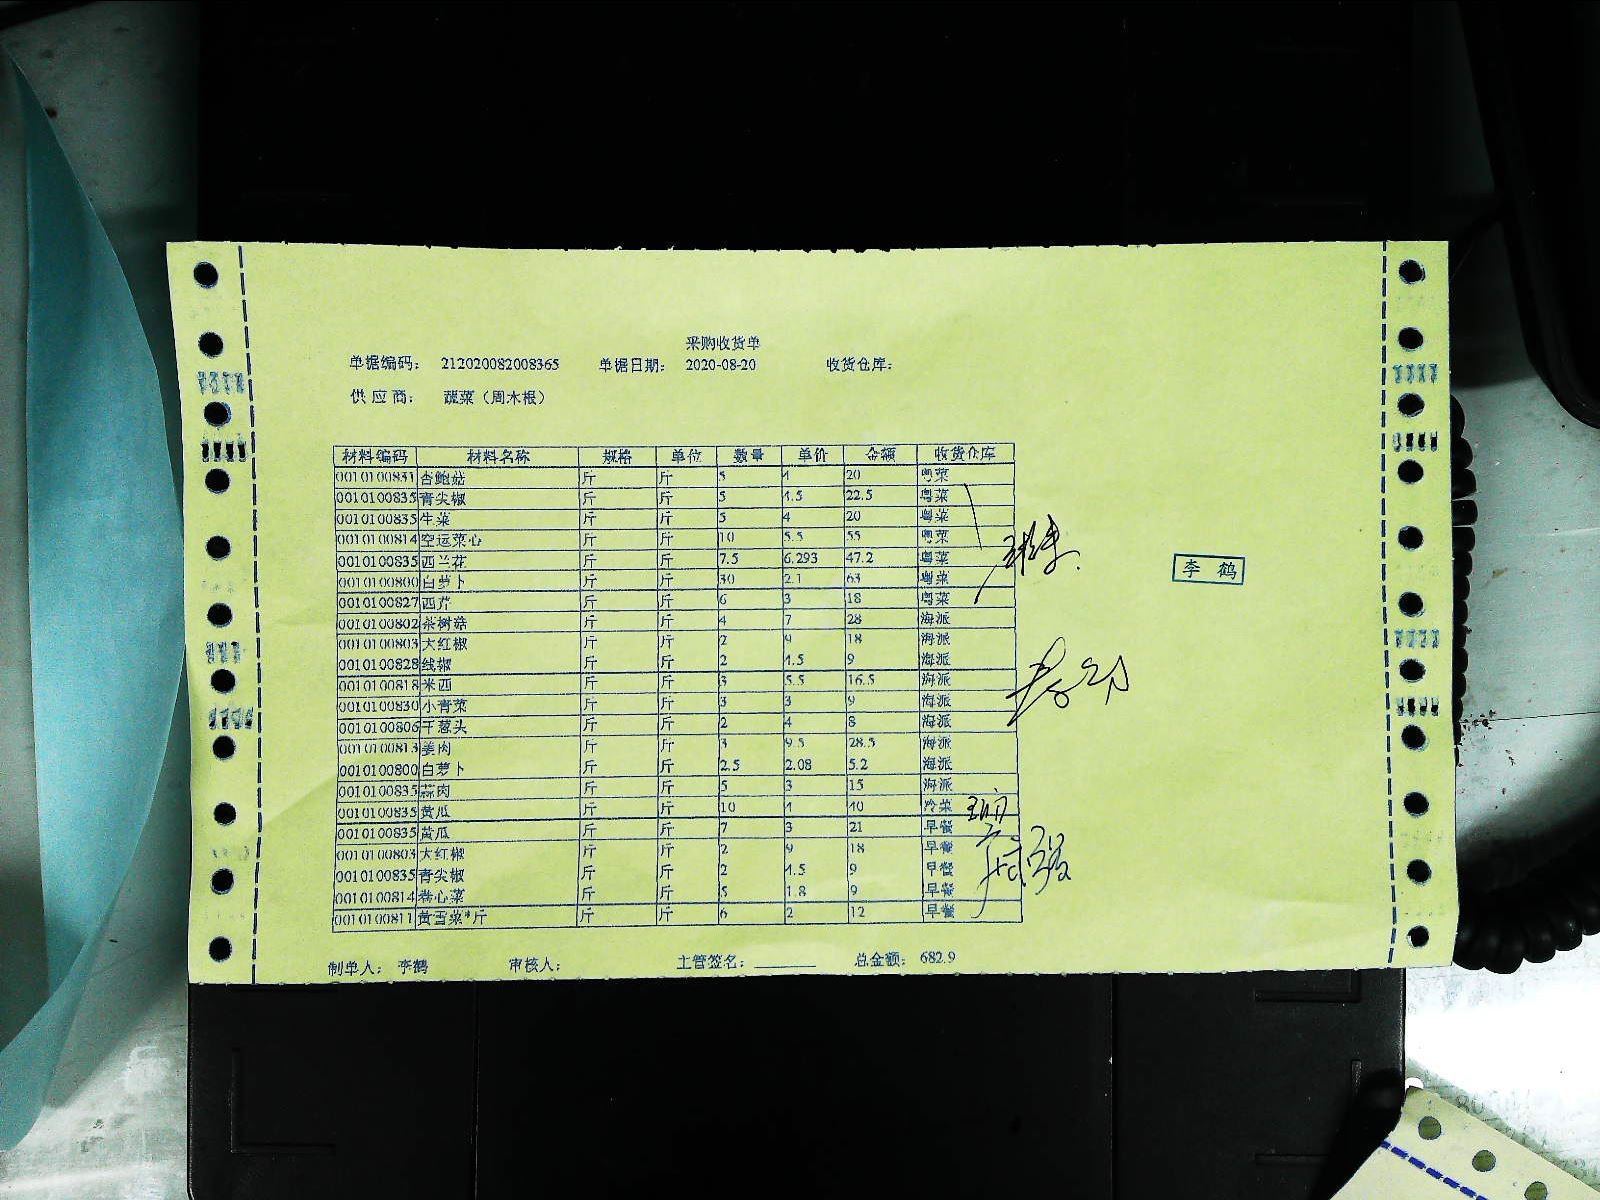 采购收货单
单据编码： 212020082008365 单据日期： 2020-08-20 收货仓库：
供 应 商： 蔬菜（周木根）
材料编码 材料名称 规格 单位 数量 单价 金额 收货仓库
0010100831 杏鲍菇 斤 斤 5 4 20 粤菜
0010100835 青尖椒 斤 斤 5 4.5 22.5 粤菜
0010100835 生菜 斤 斤 5 4 20 粤菜
0010100814 空运菜心 斤 斤 10 5.5 55 粤菜
0010100835 西兰花 斤 斤 7.5 6.293 47.2 粤菜
0010100800 白萝卜 斤 斤 30 2.1 63 粤菜
0010100827 西芹 斤 斤 6 3 18 粤菜
0010100802 茶树菇 斤 斤 4 7 28 海派
0010100803 大红椒 斤 斤 2 9 18 海派
0010100828 线椒 斤 斤 2 4.5 9 海派
0010100818 米西 斤 斤 3 5.5 16.5 海派
0010100830 小青菜 斤 斤 3 3 9 海派
0010100806 干葱头 斤 斤 2 4 8 海派
0010100813 姜肉 斤 斤 3 9.5 28.5 海派
0010100800 白萝卜 斤 斤 2.5 2.08 5.2 海派
0010100835 蒜肉 斤 斤 5 3 15 海派
0010100835 黄瓜 斤 斤 10 4 40 冷菜
0010100835 黄瓜 斤 斤 7 3 21 早餐
0010100803 大红椒 斤 斤 2 9 18 早餐
0010100835 青尖椒 斤 斤 2 4.5 9 早餐
0010100814 卷心菜 斤 斤 5 1.8 9 早餐
0010100811 黄雪菜*斤 斤 斤 6 2 12 早餐
李 鹤
制单人： 李鹤 审核人： 主管签名： 总金额： 682.9